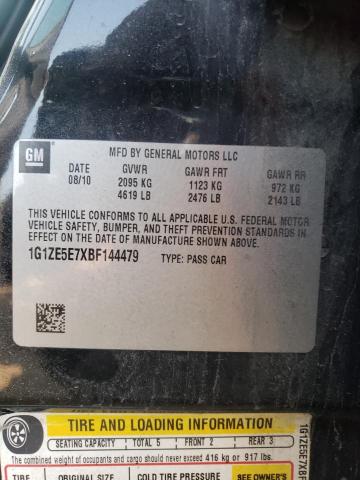 GM
MFD BY GENERAL MOTORS LLC
DATE GVWR GAWR FRT GAWR RR
08/10 2095 KG 1123 KG 972 KG
4619 LB 2476 LB 2143 LB
THIS VEHICLE CONFORMS TO ALL APPLICABLE U.S. FEDERAL MOTOR
VEHICLE SAFETY, BUMPER, AND THEFT PREVENTION STANDARDS
IN EFFECT ON THE DATE OF MANUFACTURE SHOWN ABOVE.
1G1ZE5E7XBF144479 TYPE: PASS CAR
TIRE AND LOADING INFORMATION
SEATING CAPACITY TOTAL 5 FRONT 2 REAR 3
The combined weight of occupants and cargo should never exceed 416 kg or 917 lbs.
TIRE ORIGINAL SIZE COLD TIRE PRESSURE SEE OWNER'S
1G1ZE5E7XBF